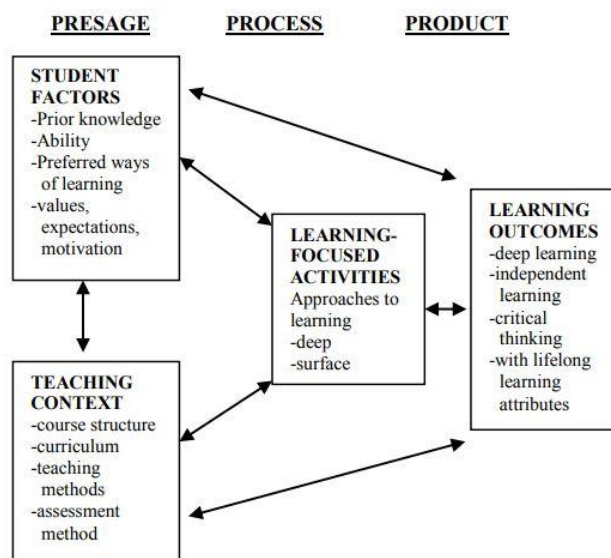 PRESAGE PROCESS PRODUCT
STUDENT
FACTORS
-Prior knowledge
-Ability
-Preferred ways
of learning
-values,
expectations,
motivation
TEACHING
CONTEXT
-course structure
-curriculum
-teaching
methods
-assessment
method
LEARNING-
FOCUSED
ACTIVITIES
Approaches to
learning
-deep
-surface
LEARNING
OUTCOMES
-deep learning
-independent
learning
-critical
thinking
-with lifelong
learning
attributes